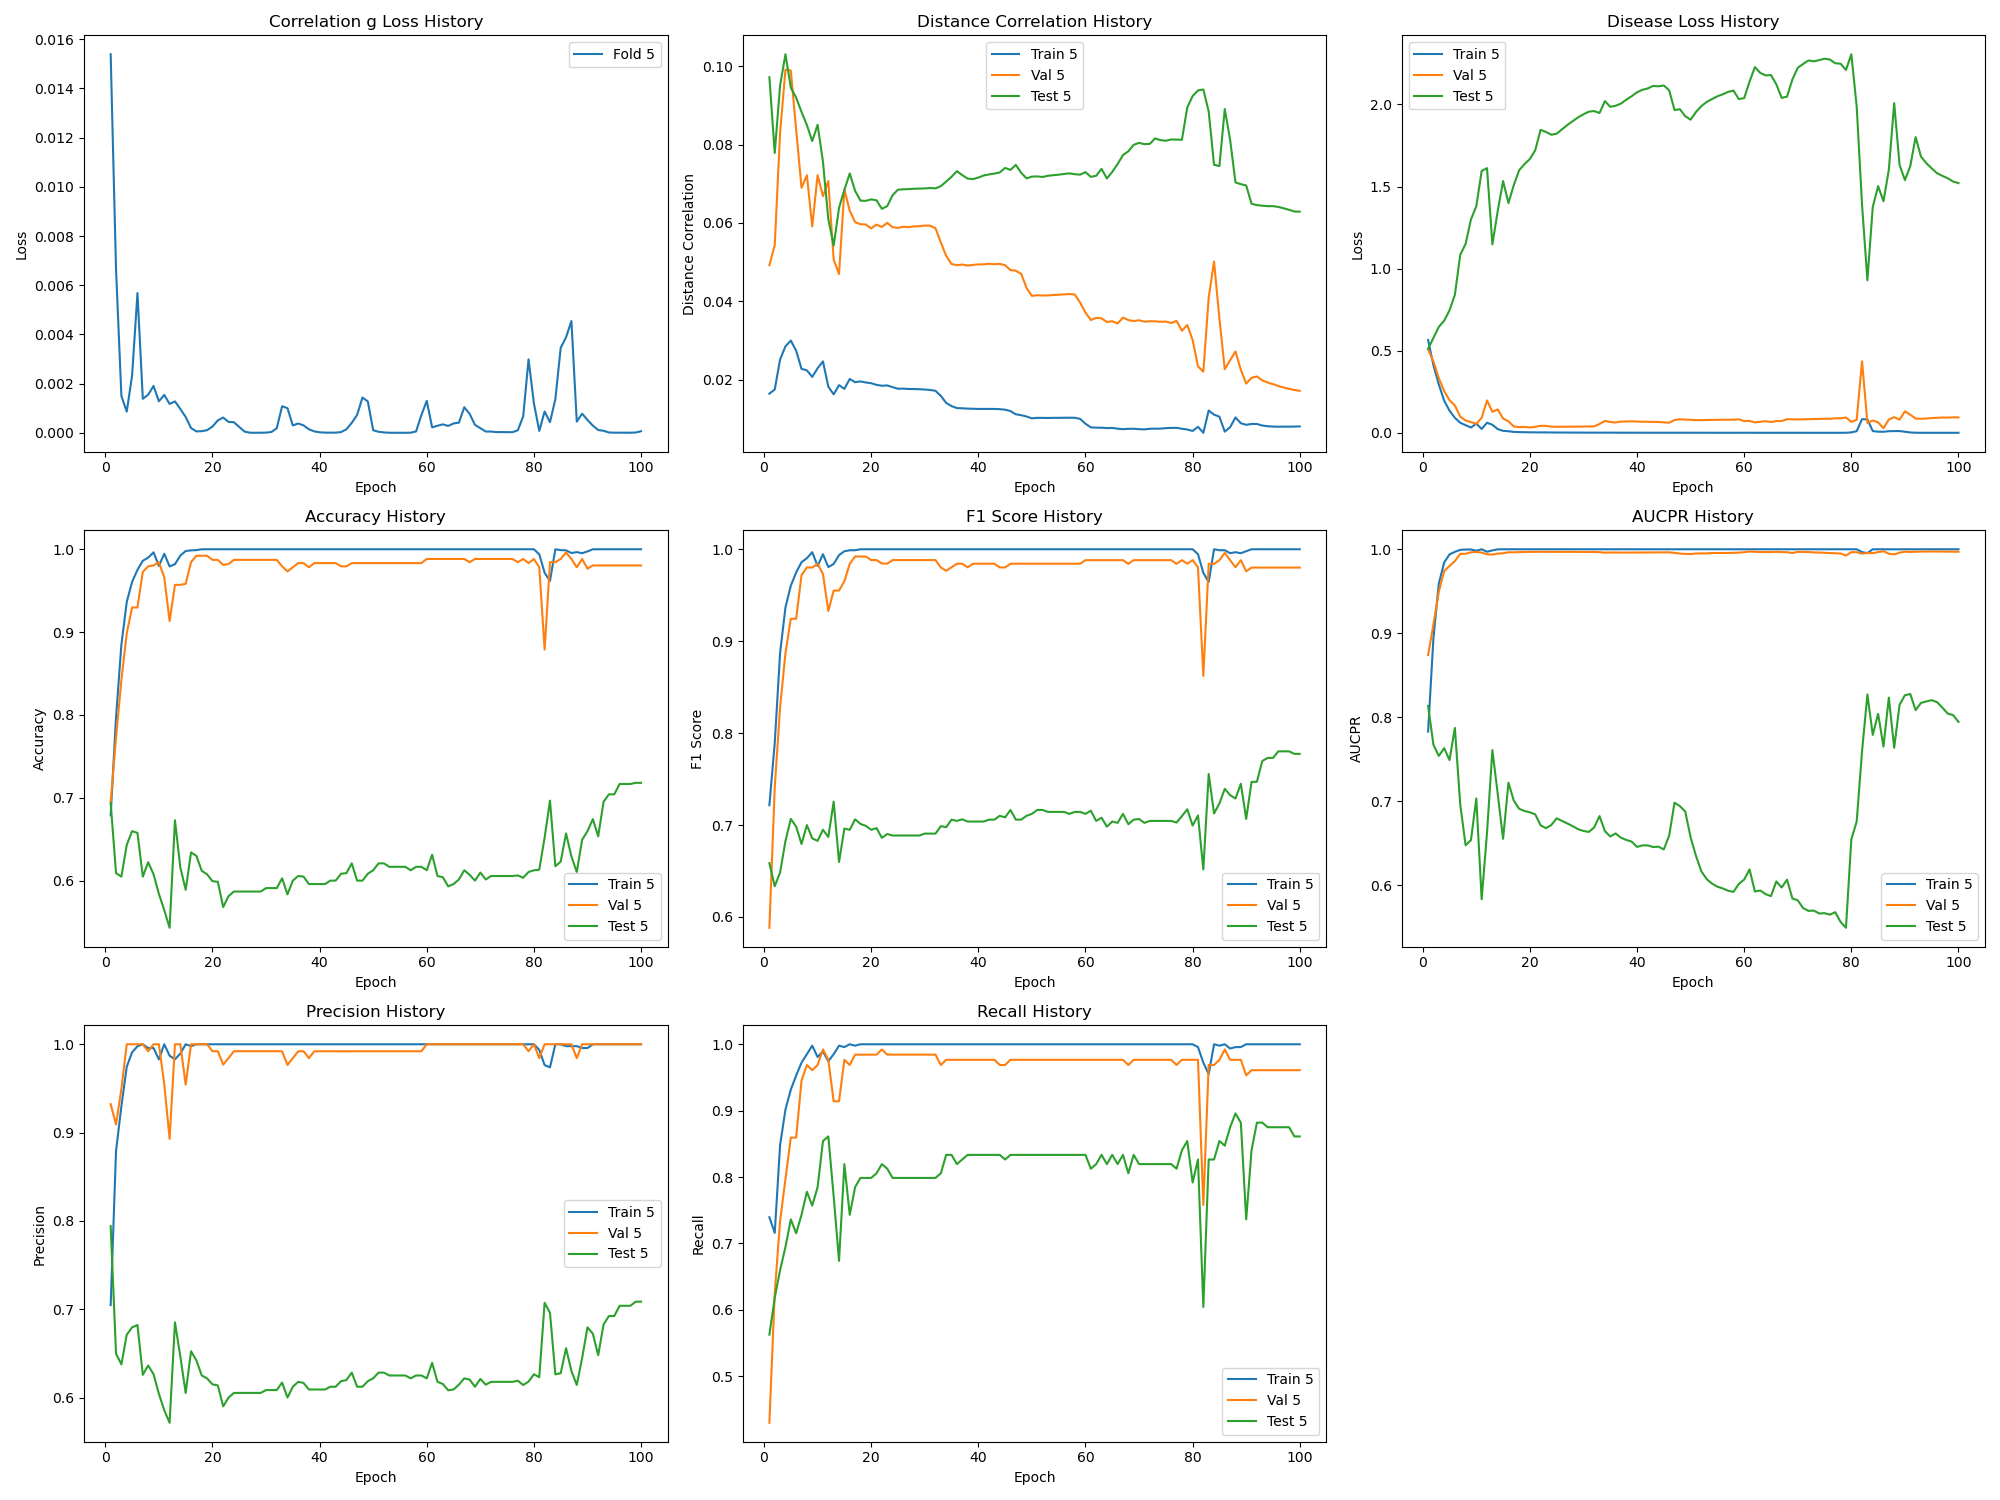 Correlation g Loss History
Loss
0.016
0.014
0.012
0.010
0.008
0.006
0.004
0.002
0.000
Fold 5
0 20 40 60 80 100
Epoch
Distance Correlation History
Distance Correlation
0.10
0.08
0.06
0.04
0.02
Train 5
Val 5
Test 5
0 20 40 60 80 100
Epoch
Disease Loss History
Loss
2.0
1.5
1.0
0.5
0.0
Train 5
Val 5
Test 5
0 20 40 60 80 100
Epoch
Accuracy History
Accuracy
1.0
0.9
0.8
0.7
0.6
Train 5
Val 5
Test 5
0 20 40 60 80 100
Epoch
F1 Score History
F1 Score
1.0
0.9
0.8
0.7
0.6
Train 5
Val 5
Test 5
0 20 40 60 80 100
Epoch
AUCPR History
AUCPR
1.0
0.9
0.8
0.7
0.6
Train 5
Val 5
Test 5
0 20 40 60 80 100
Epoch
Precision History
Precision
1.0
0.9
0.8
0.7
0.6
Train 5
Val 5
Test 5
0 20 40 60 80 100
Epoch
Recall History
Recall
1.0
0.9
0.8
0.7
0.6
0.5
Train 5
Val 5
Test 5
0 20 40 60 80 100
Epoch